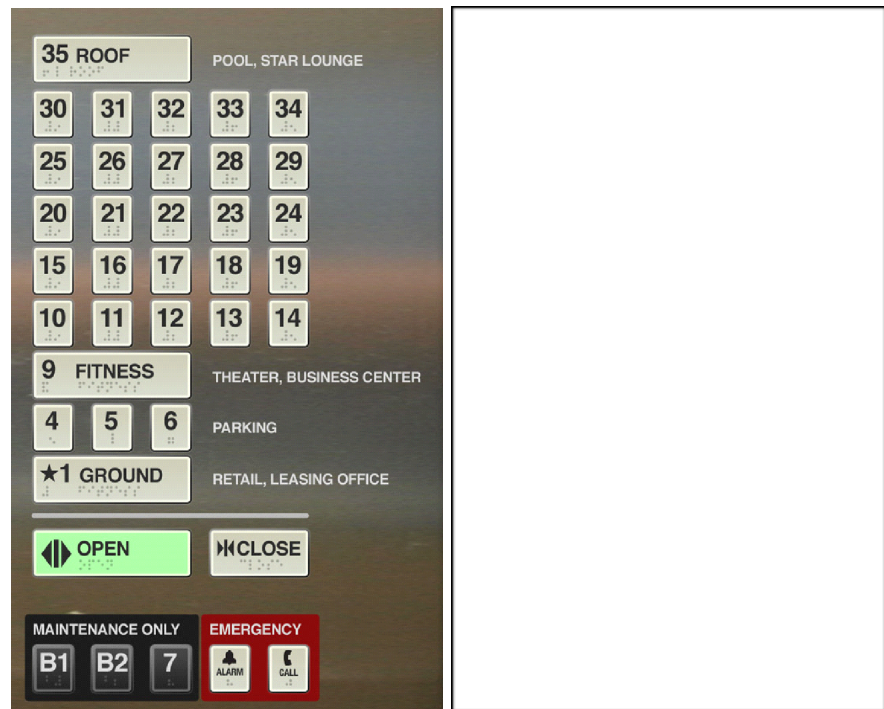 35 ROOF POOL, STAR LOUNGE
30 31 32 33 34
25 26 27 28 29
20 21 22 23 24
15 16 17 18 19
10 11 12 13 14
9 FITNESS THEATER, BUSINESS CENTER
4 5 6 PARKING
★1 GROUND RETAIL, LEASING OFFICE
OPEN CLOSE
MAINTENANCE ONLY EMERGENCY
B1 B2 7 ALARM CALL